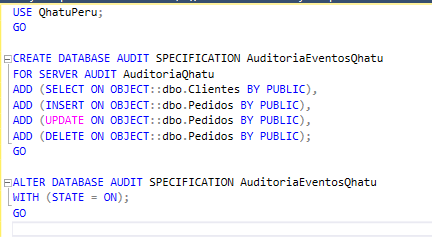 USE QhatuPeru;
GO
CREATE DATABASE AUDIT SPECIFICATION AuditoriaEventosQhatu
FOR SERVER AUDIT AuditoriaQhatu
ADD (SELECT ON OBJECT::dbo.Clientes BY PUBLIC),
ADD (INSERT ON OBJECT::dbo.Pedidos BY PUBLIC),
ADD (UPDATE ON OBJECT::dbo.Pedidos BY PUBLIC),
ADD (DELETE ON OBJECT::dbo.Pedidos BY PUBLIC);
GO
ALTER DATABASE AUDIT SPECIFICATION AuditoriaEventosQhatu
WITH (STATE = ON);
GO